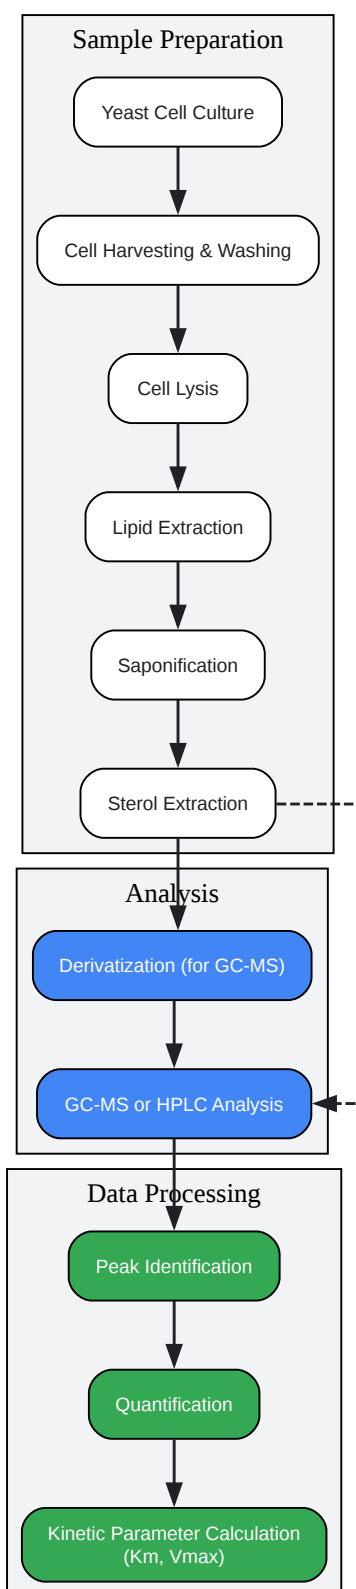 Sample Preparation
Yeast Cell Culture
Cell Harvesting & Washing
Cell Lysis
Lipid Extraction
Saponification
Sterol Extraction
Analysis
Derivatization (for GC-MS)
GC-MS or HPLC Analysis
Data Processing
Peak Identification
Quantification
Kinetic Parameter Calculation
(Km, Vmax)